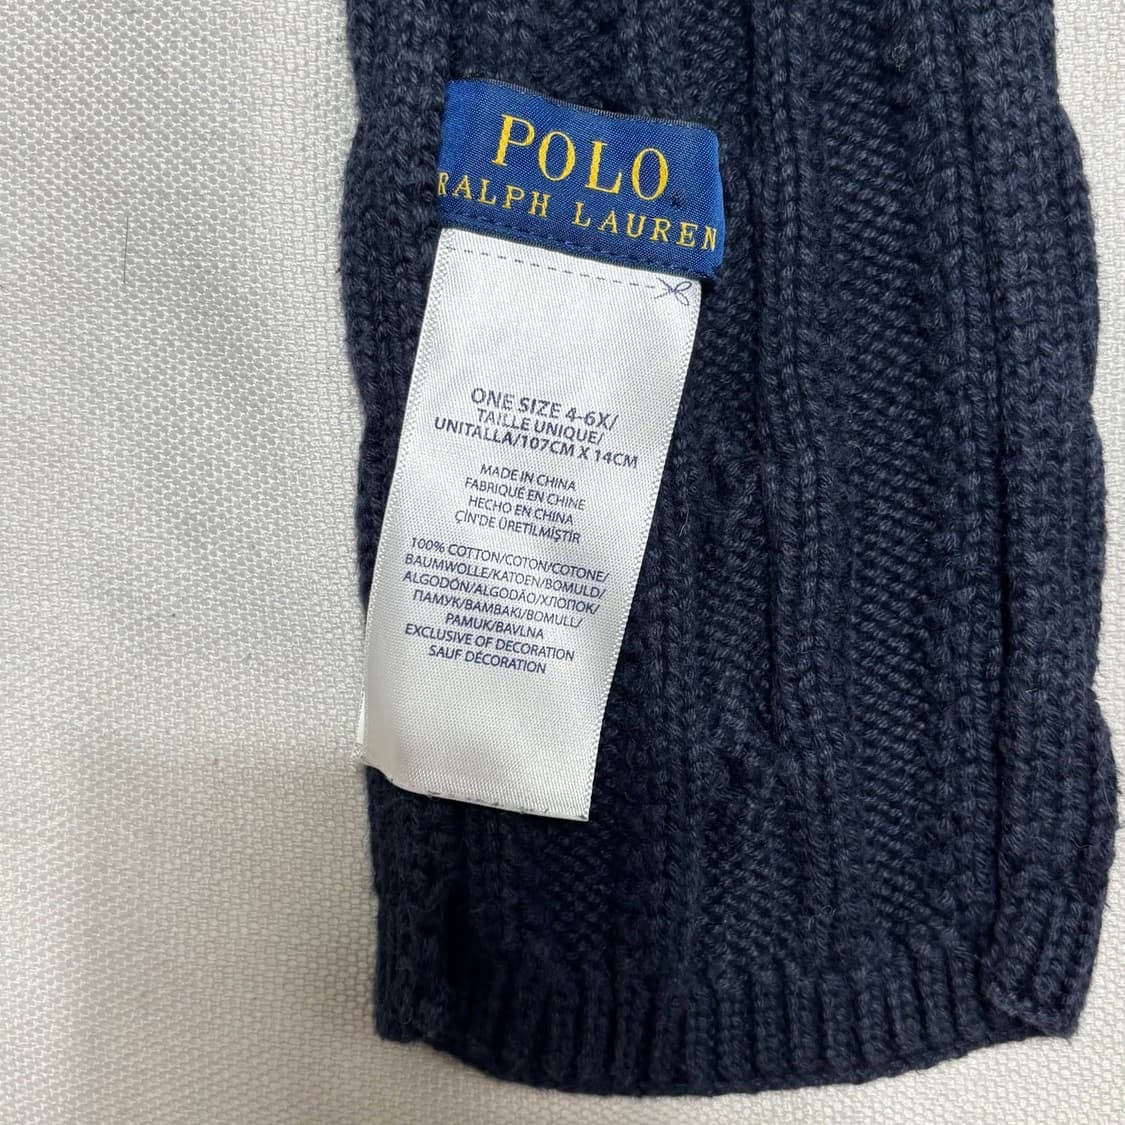 POLO
RALPH LAUREN
ONE SIZE 4-6X/
TAILLE UNIQUE/
UNITALLA/107CM X 14CM
MADE IN CHINA
FABRIQUÉ EN CHINE
HECHO EN CHINA
ÇİN'DE ÜRETİLMİŞTİR
100% COTTON/COTON/COTONE/
BAUMWOLLE/KATOEN/BOMULD/
ALGODÓN/ALGODÃO/ХЛОПОК/
ПАМУК/BAMBAKI/BOMULL/
PAMUK/BAVLNA
EXCLUSIVE OF DECORATION
SAUF DÉCORATION